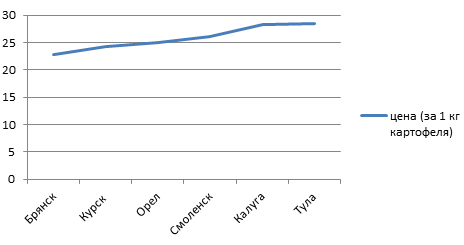 30
25
20
15
10
5
0
Брянск
Курск
Орел
Смоленск
Калуга
Тула
цена (за 1 кг
картофеля)